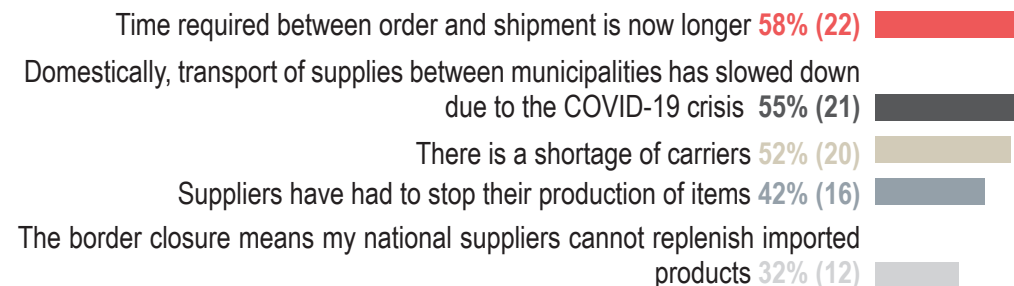 Time required between order and shipment is now longer 58% (22)
Domestically, transport of supplies between municipalities has slowed down
due to the COVID-19 crisis 55% (21)
There is a shortage of carriers 52% (20)
Suppliers have had to stop their production of items 42% (16)
The border closure means my national suppliers cannot replenish imported
products 32% (12)